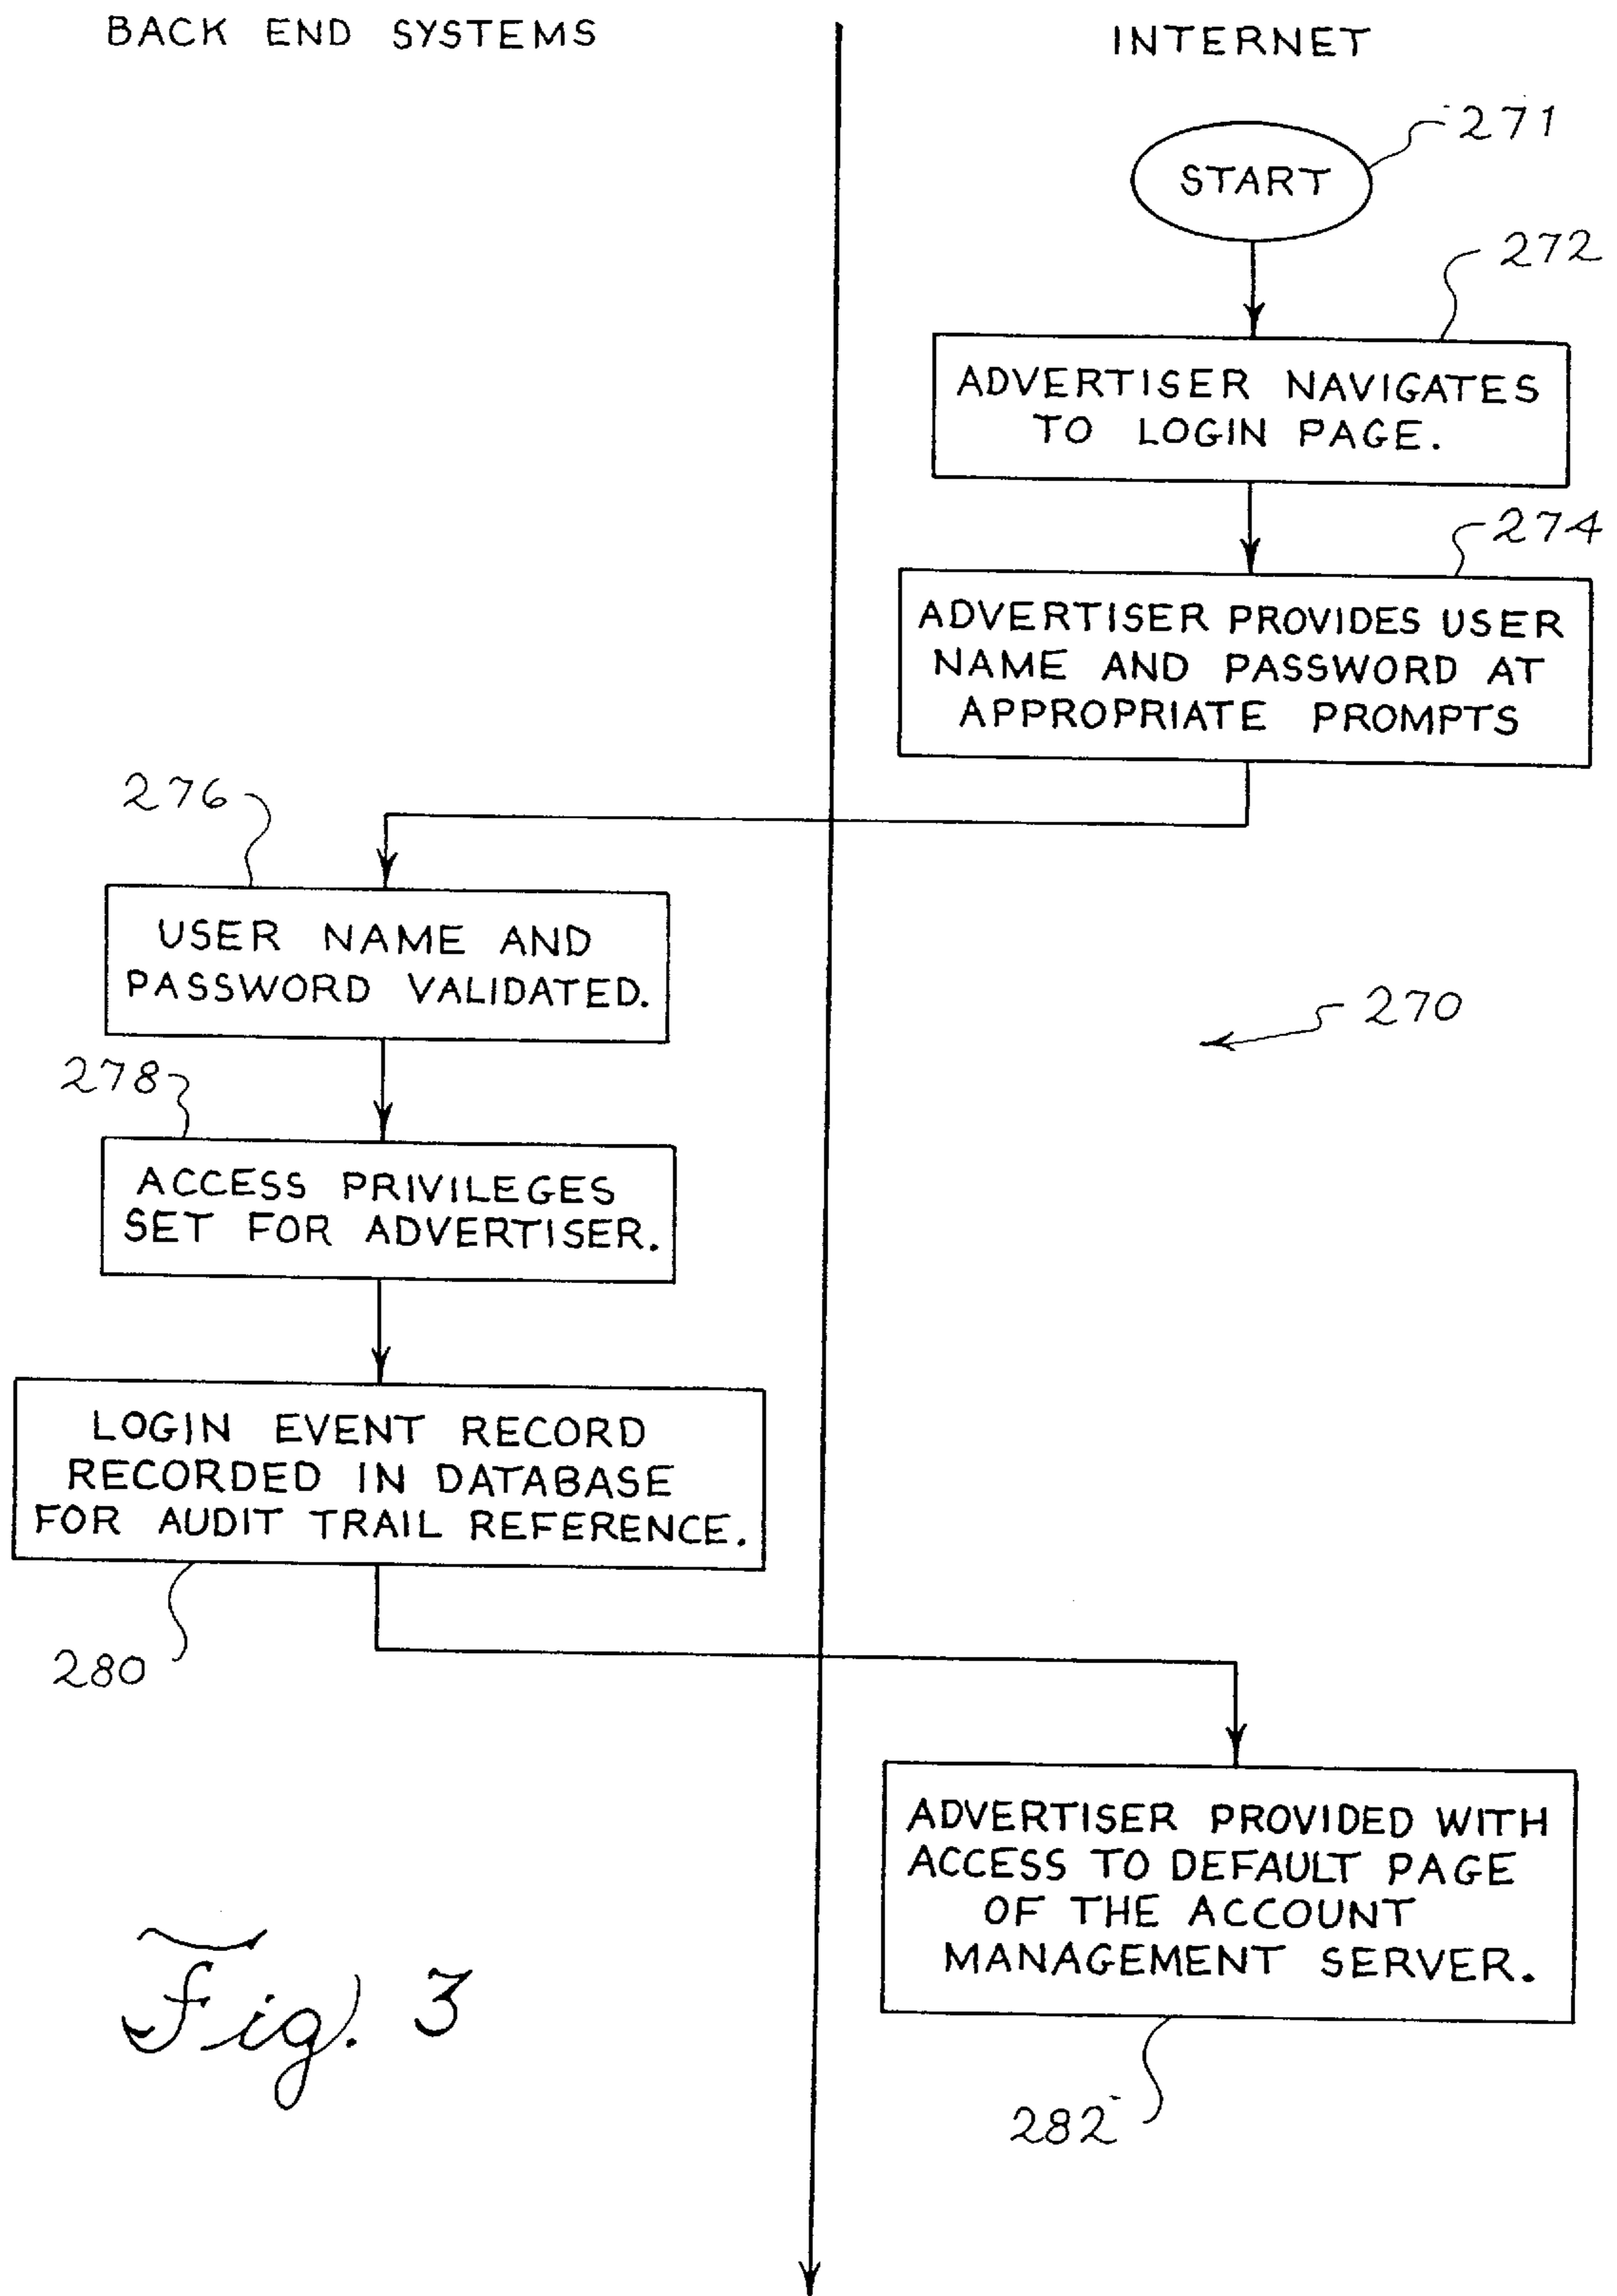 BACK END SYSTEMS
INTERNET
271
START
272
ADVERTISER NAVIGATES
TO LOGIN PAGE.
274
ADVERTISER PROVIDES USER
NAME AND PASSWORD AT
APPROPRIATE PROMPTS
276
USER NAME AND
PASSWORD VALIDATED.
270
278
ACCESS PRIVILEGES
SET FOR ADVERTISER.
LOGIN EVENT RECORD
RECORDED IN DATABASE
FOR AUDIT TRAIL REFERENCE.
280
ADVERTISER PROVIDED WITH
ACCESS TO DEFAULT PAGE
OF THE ACCOUNT
MANAGEMENT SERVER.
282
Fig. 3